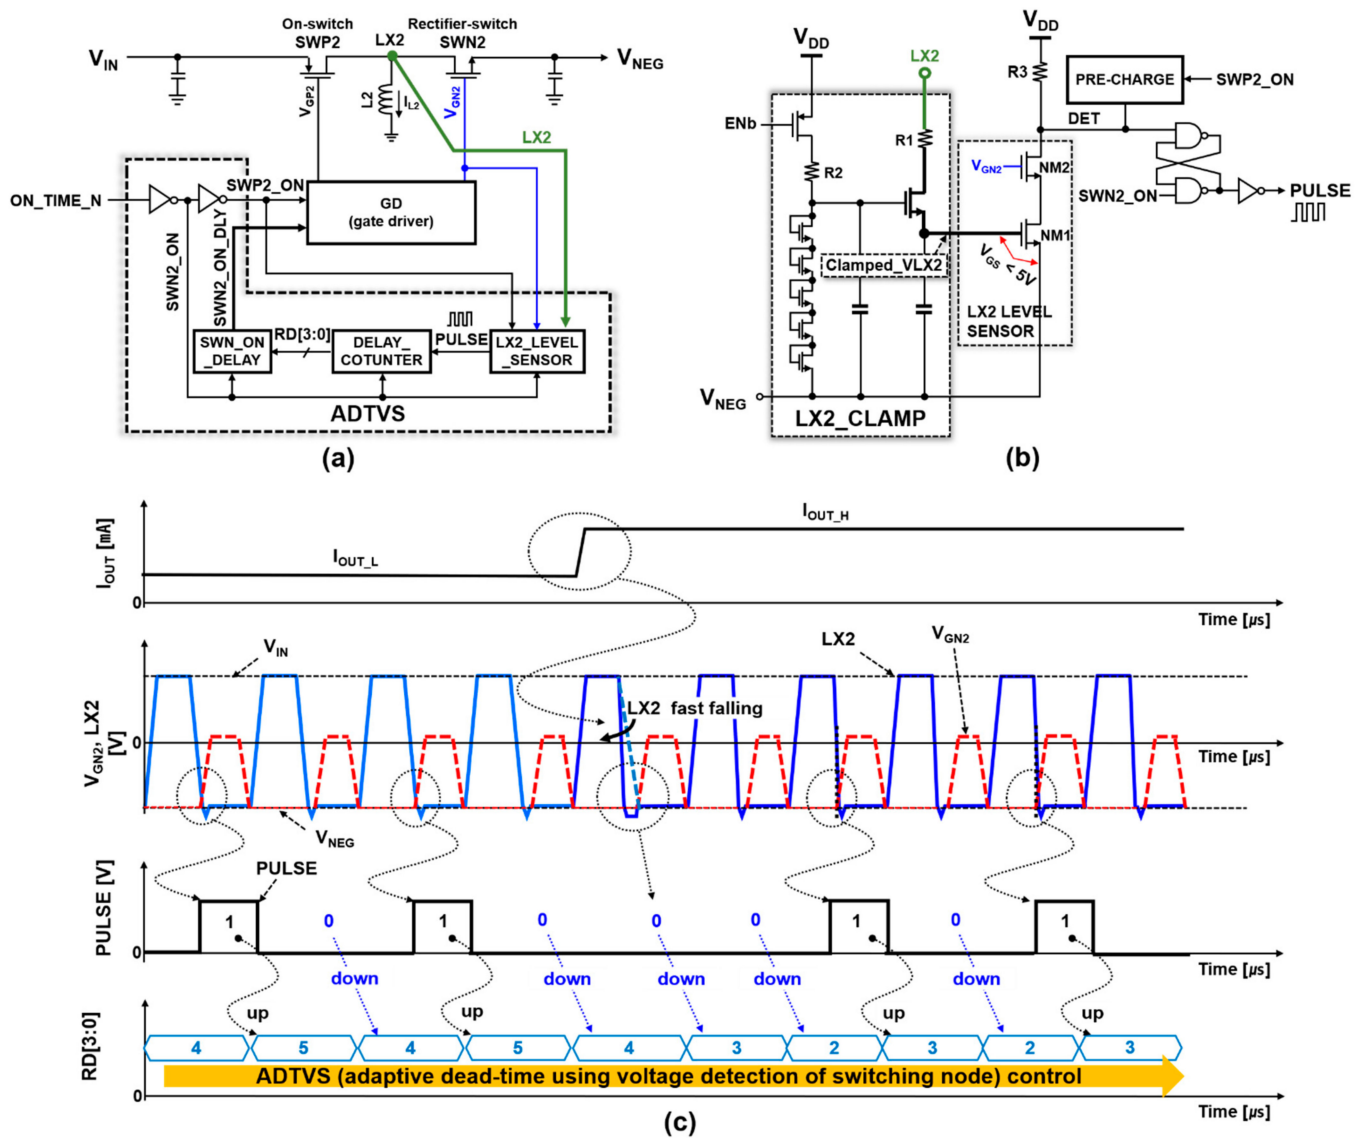 On-switch
SWP2
LX2
Rectifier-switch
SWN2
V_IN
V_NEG
V_GP2
L2
I_L2
V_GN2
LX2
ON_TIME_N
SWP2_ON
GD
(gate driver)
SWN2_ON
SWN2_ON_DLY
SWN_ON
_DELAY
RD[3:0]
DELAY_
COTUNTER
PULSE
LX2_LEVEL
_SENSOR
ADTVS
(a)
V_DD
LX2
V_DD
R3
PRE-CHARGE
SWP2_ON
DET
ENb
R1
R2
V_GN2
NM2
SWN2_ON
PULSE
NM1
Clamped_VLX2
V_GS < 5V
LX2 LEVEL
SENSOR
V_NEG
LX2_CLAMP
(b)
I_OUT [mA]
I_OUT_L
I_OUT_H
0
Time [µs]
V_GN2, LX2
[V]
V_IN
LX2
V_GN2
LX2 fast falling
0
Time [µs]
V_NEG
PULSE [V]
PULSE
1 0 1 0 0 0 1 0 1
0
Time [µs]
down down down down down
up up up up
RD[3:0]
4 5 4 5 4 3 2 3 2 3
ADTVS (adaptive dead-time using voltage detection of switching node) control
0
Time [µs]
(c)